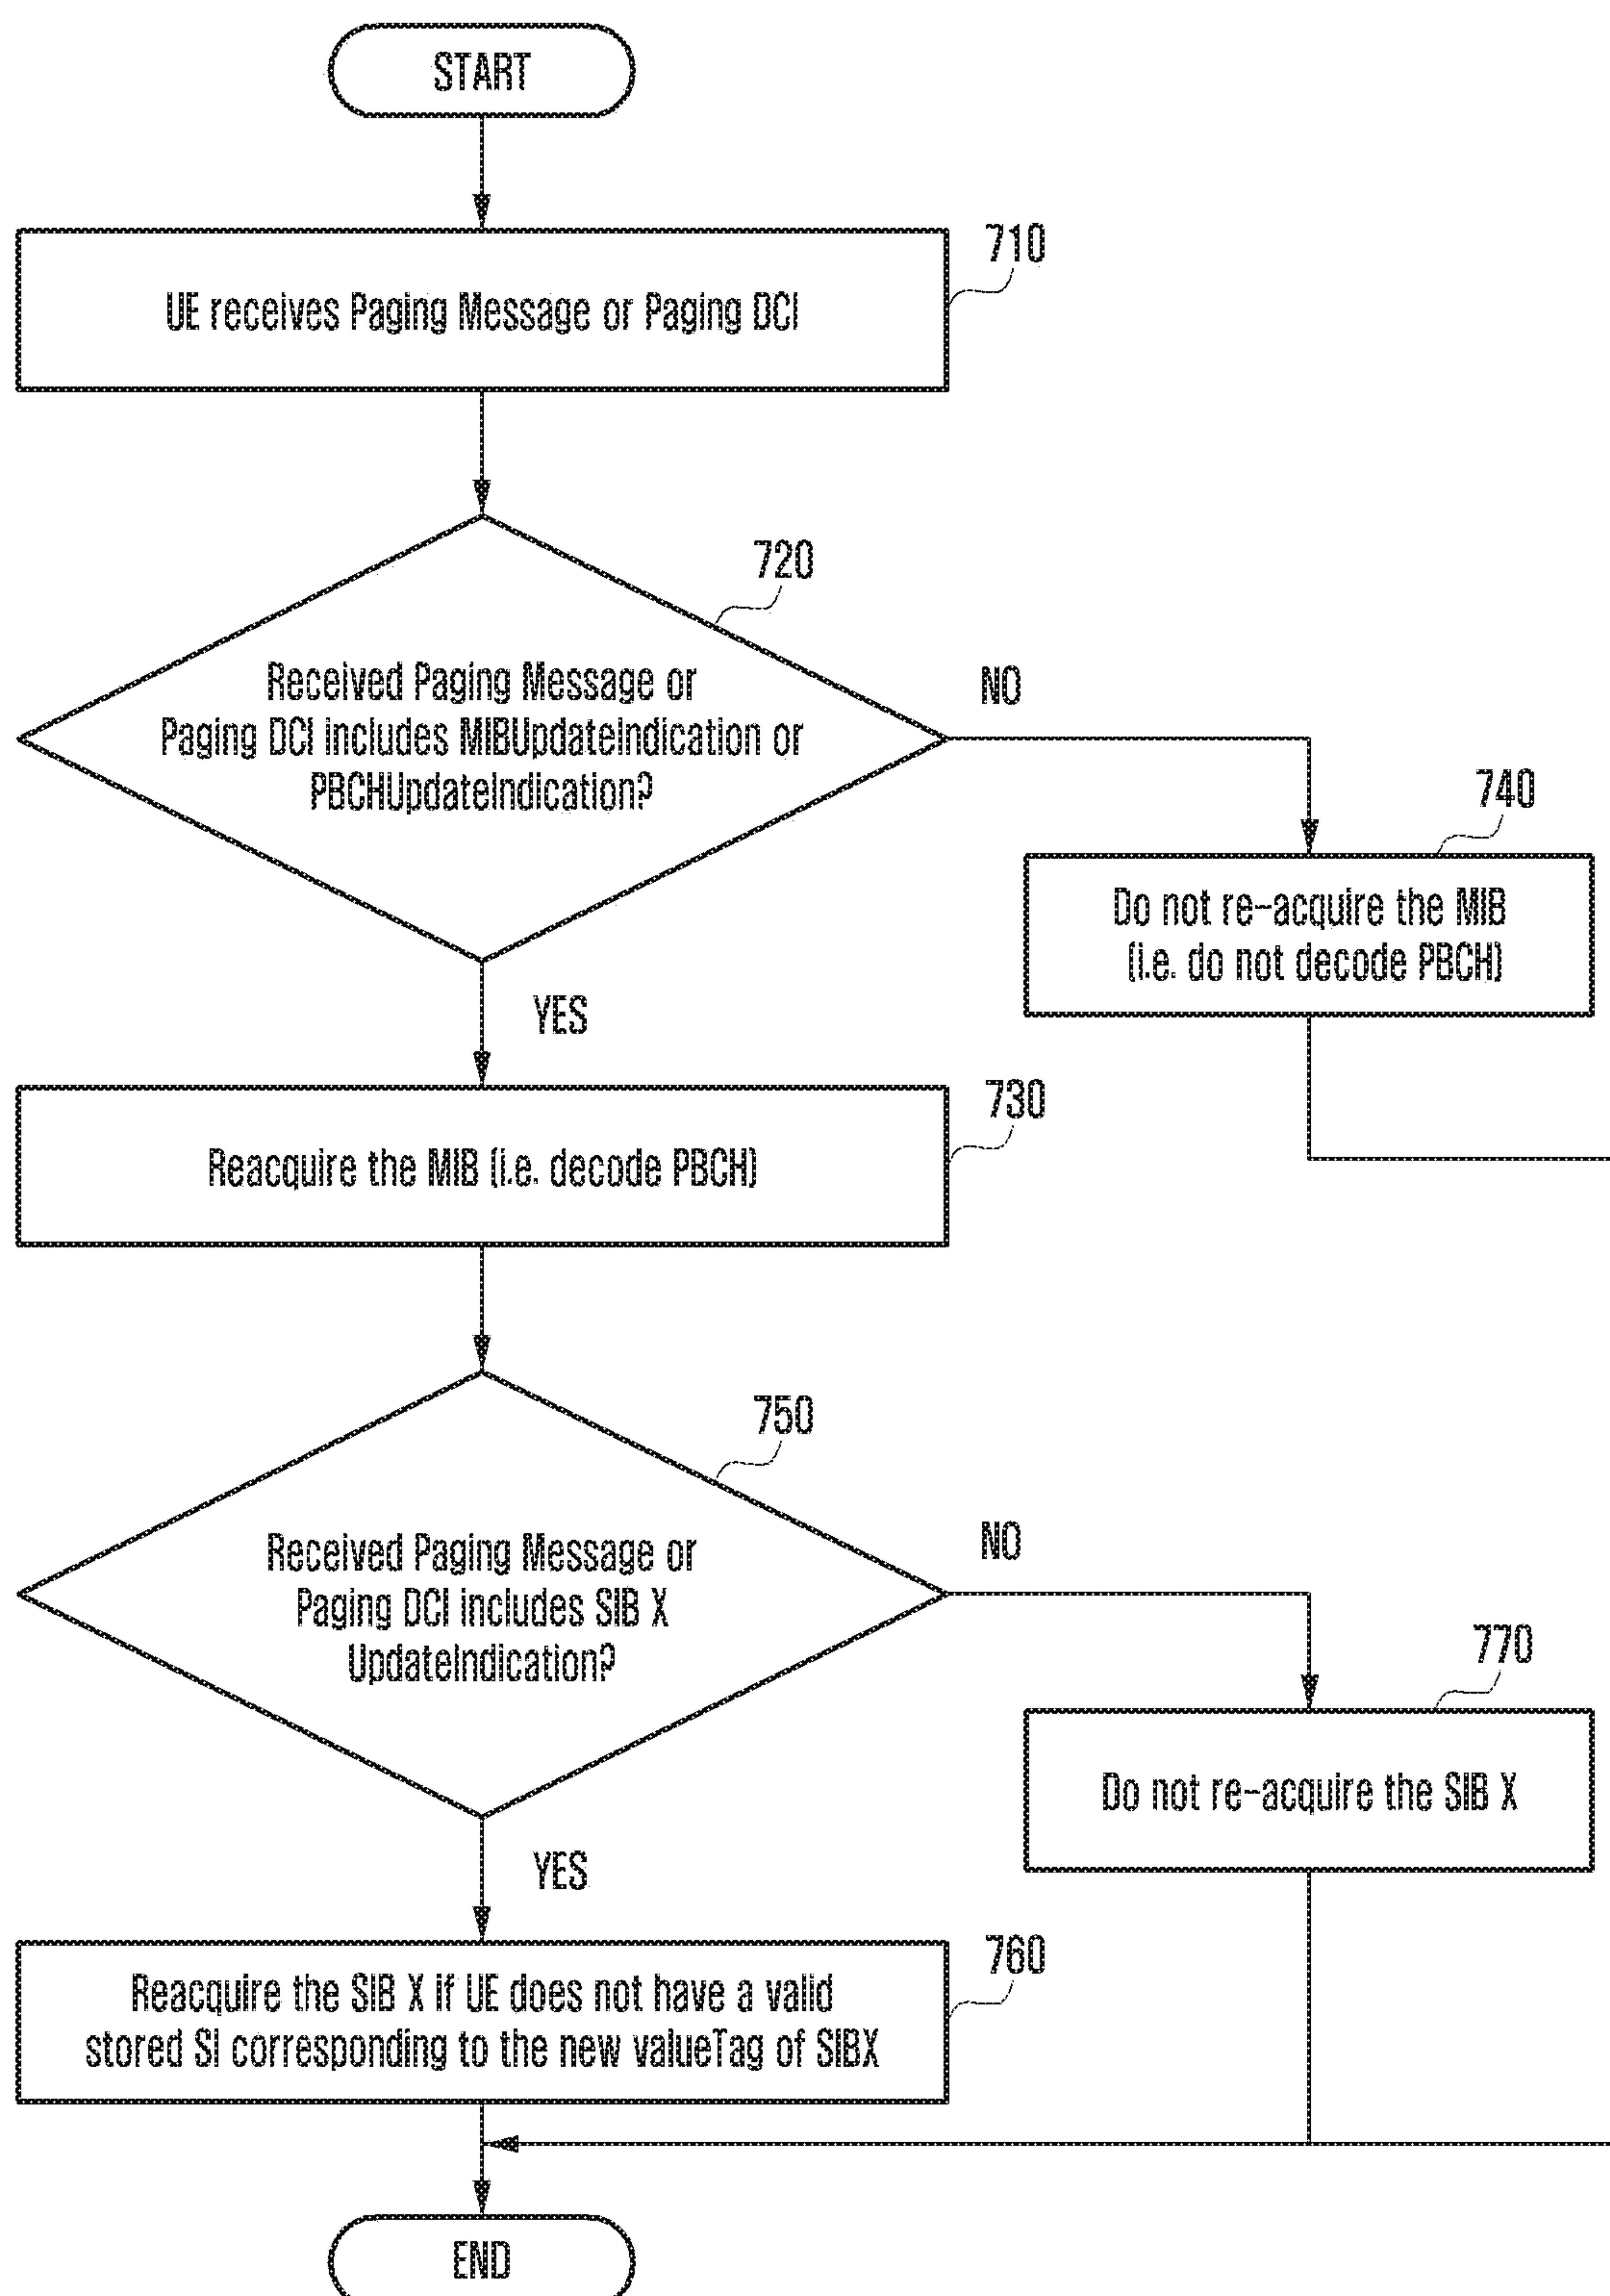 START
710
UE receives Paging Message or Paging DCI
720
Received Paging Message or
Paging DCI includes MIBUpdateIndication or
PBCHUpdateIndication?
NO
740
Do not re-acquire the MIB
(i.e. do not decode PBCH)
YES
730
Reacquire the MIB (i.e. decode PBCH)
750
Received Paging Message or
Paging DCI includes SIB X
UpdateIndication?
NO
770
Do not re-acquire the SIB X
YES
760
Reacquire the SIB X if UE does not have a valid
stored SI corresponding to the new valueTag of SIBX
END